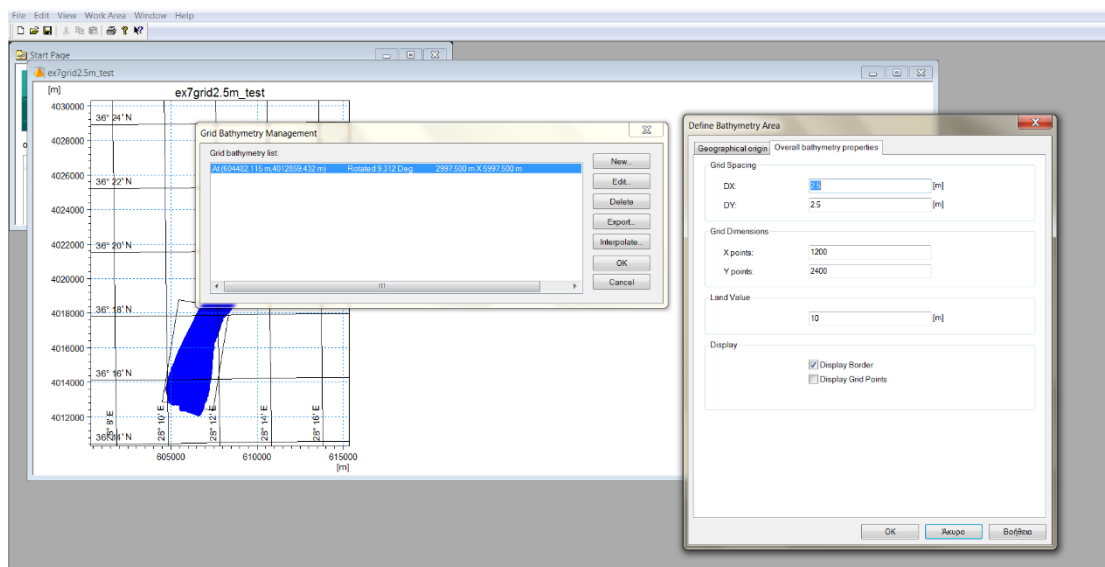 File Edit View Work Area Window Help
Start Page
ex7grid2.5m_test
[m]
ex7grid2.5m_test
4030000
4028000
4026000
4024000
4022000
4020000
4018000
4016000
4014000
4012000
36° 24' N
36° 22' N
36° 20' N
36° 18' N
36° 16' N
36° 14' N
28° 8' E
28° 10' E
28° 12' E
28° 14' E
28° 16' E
605000 610000 615000
[m]
Grid Bathymetry Management
Grid bathymetry list:
At (604482.115 m,4012859.432 m) Rotated 9.312 Deg. 2997.500 m X 5997.500 m
New...
Edit...
Delete
Export...
Interpolate...
OK
Cancel
Define Bathymetry Area
Geographical origin Overall bathymetry properties
Grid Spacing
DX: 2.5 [m]
DY: 2.5 [m]
Grid Dimensions
X points: 1200
Y points: 2400
Land Value
10 [m]
Display
Display Border
Display Grid Points
OK Άκυρο Βοήθεια